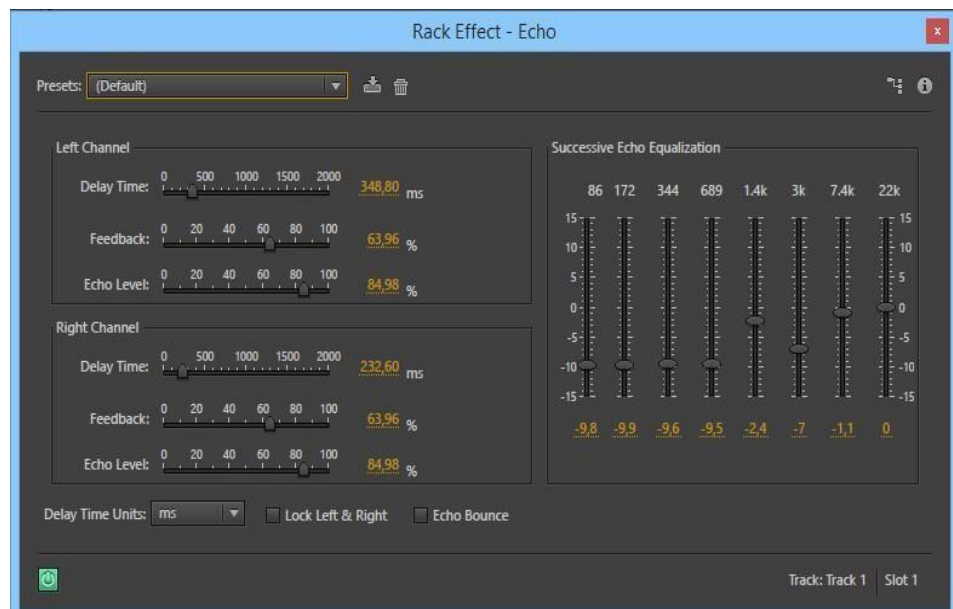 Rack Effect - Echo
x
Presets: (Default)
Left Channel
Delay Time: 0 500 1000 1500 2000 348,80 ms
Feedback: 0 20 40 60 80 100 63,96 %
Echo Level: 0 20 40 60 80 100 84,98 %
Right Channel
Delay Time: 0 500 1000 1500 2000 232,60 ms
Feedback: 0 20 40 60 80 100 63,96 %
Echo Level: 0 20 40 60 80 100 84,98 %
Successive Echo Equalization
86 172 344 689 1.4k 3k 7.4k 22k
15 15
10 10
5 5
0 0
-5 -5
-10 -10
-15 -15
-9,8 -9,9 -9,6 -9,5 -2,4 -7 -1,1 0
Delay Time Units: ms Lock Left & Right Echo Bounce
Track: Track 1 Slot 1